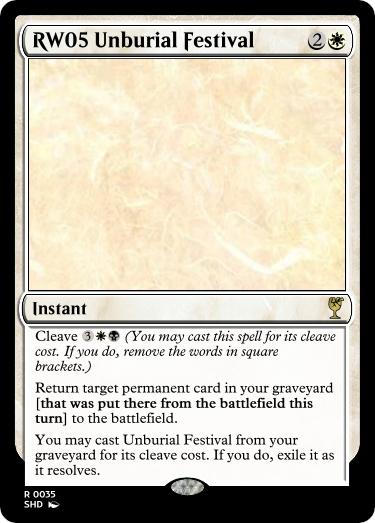 RW05 Unburial Festival 2
Instant
Cleave 3 (You may cast this spell for its cleave
cost. If you do, remove the words in square
brackets.)
Return target permanent card in your graveyard
[that was put there from the battlefield this
turn] to the battlefield.
You may cast Unburial Festival from your
graveyard for its cleave cost. If you do, exile it as
it resolves.
R 0035
SHD